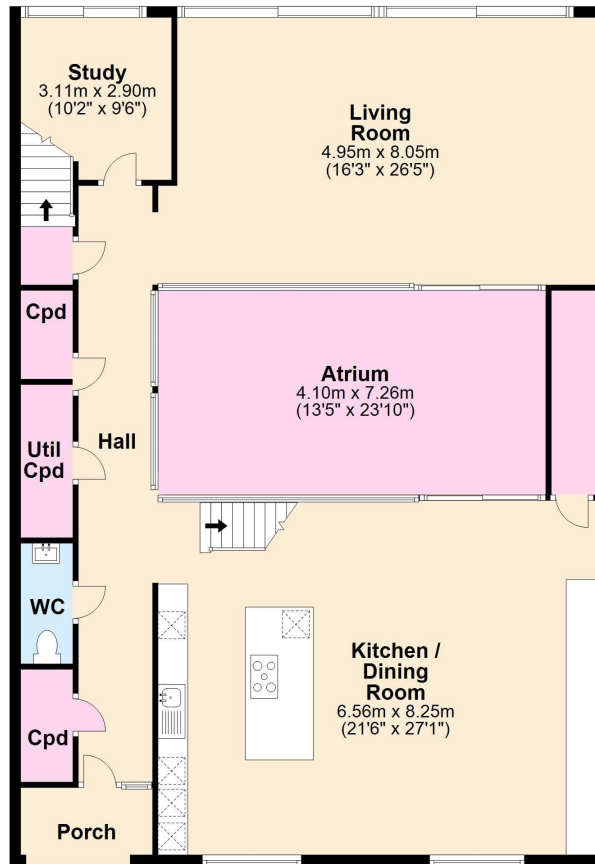 Study
3.11m x 2.90m
(10'2" x 9'6")
Living
Room
4.95m x 8.05m
(16'3" x 26'5")
Cpd
Atrium
4.10m x 7.26m
(13'5" x 23'10")
Hall
Util
Cpd
WC
Kitchen /
Dining
Room
6.56m x 8.25m
(21'6" x 27'1")
Cpd
Porch